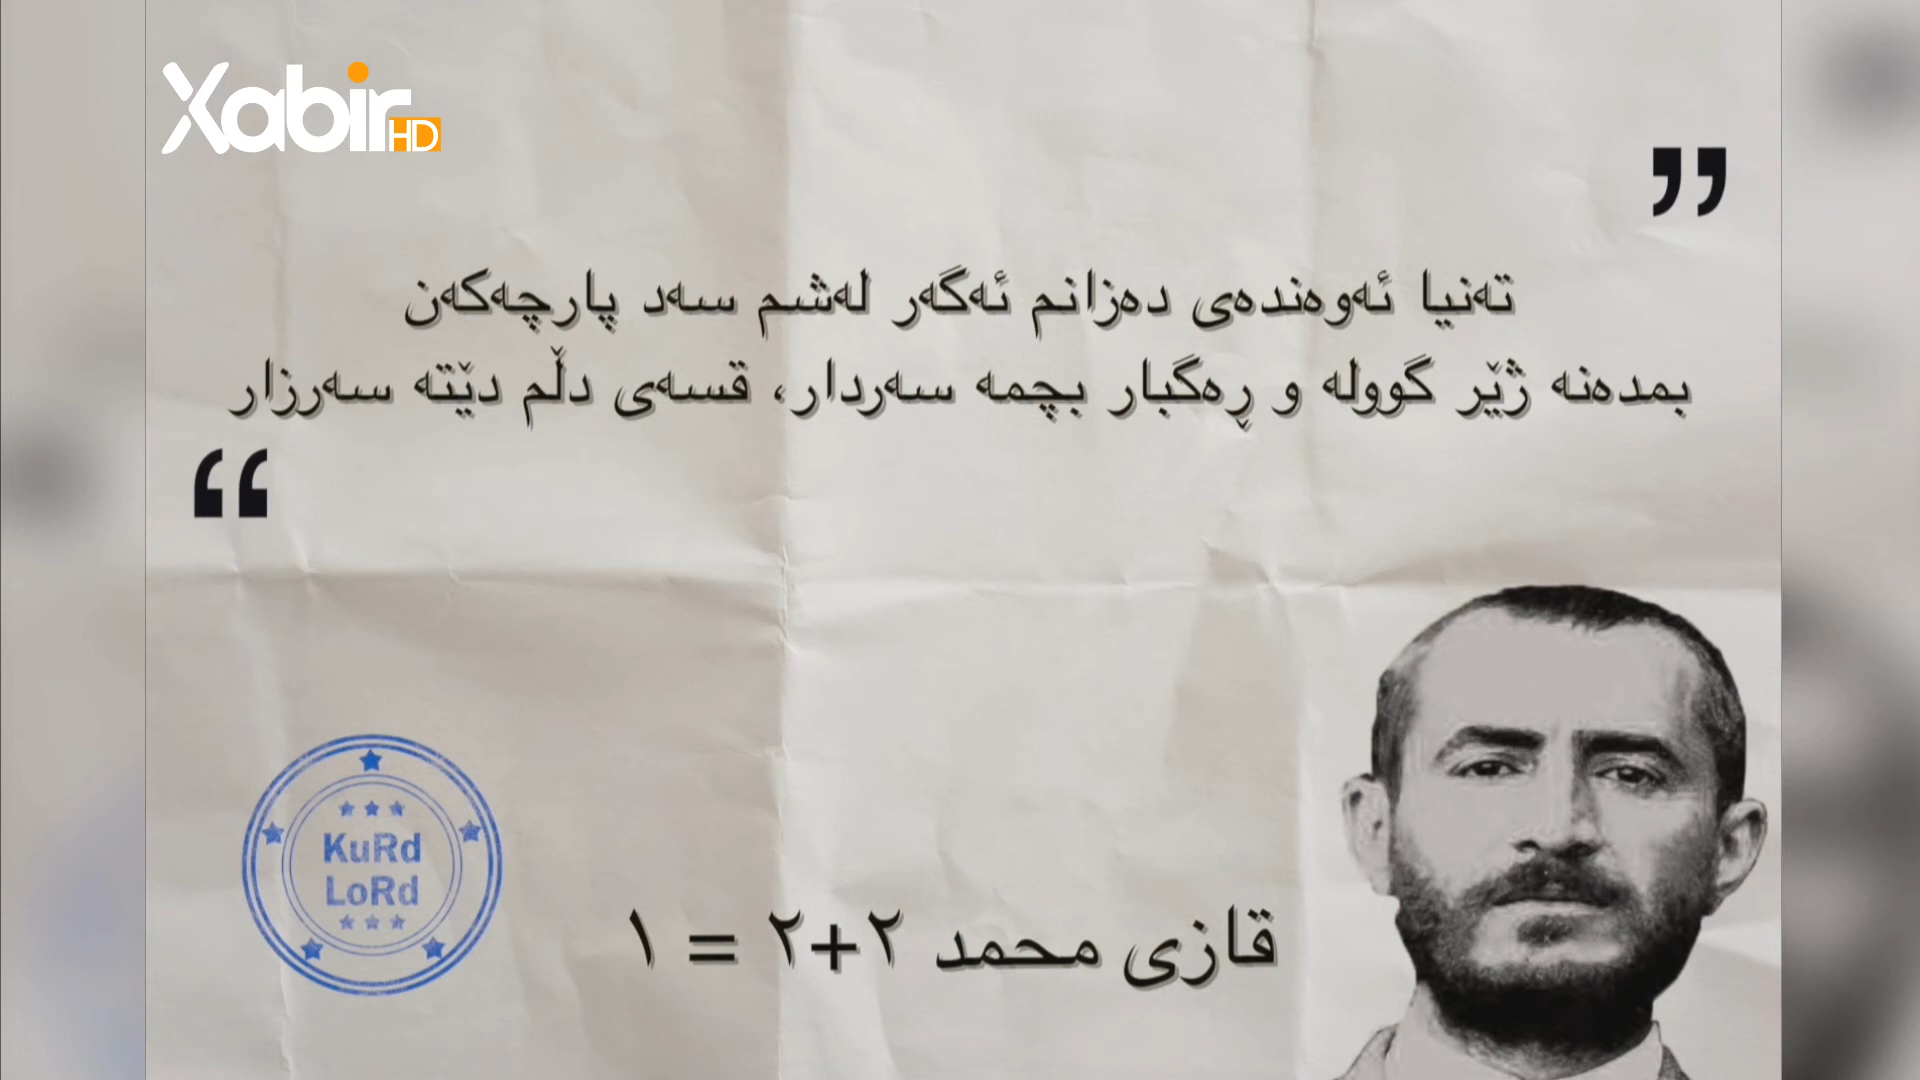 Xabir HD
”
تەنیا ئەوەندەی دەزانم ئەگەر لەشم سەد پارچەکەن
بمدەنە ژێر گوولە و ڕەگبار بچمە سەردار، قسەی دڵم دێتە سەرزار
“
KuRd
LoRd
قازی محمد ٢+٢ = ١